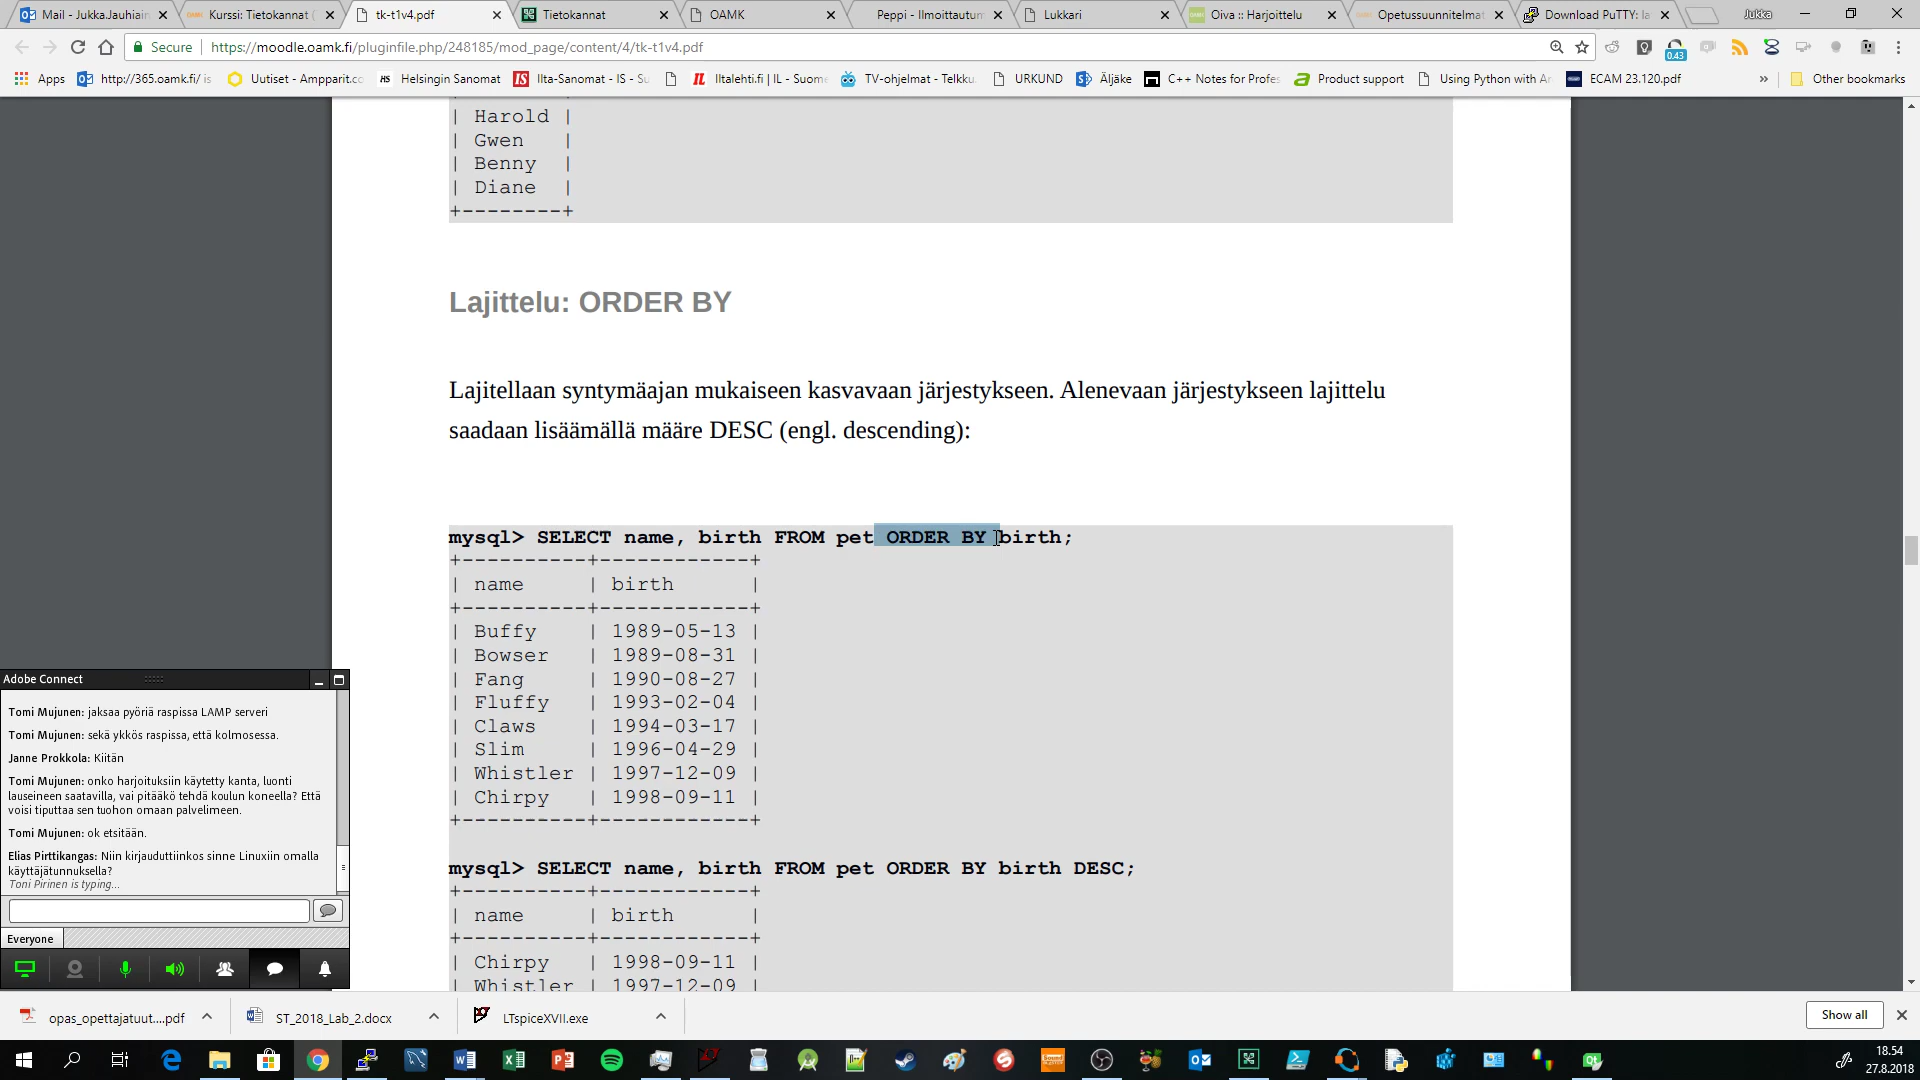 Mail - Jukka.Jauhiain
Kurssi: Tietokannat (
tk-t1v4.pdf
Tietokannat
OAMK
Peppi - Ilmoittautum
Lukkari
Oiva :: Harjoittelu
Opetussuunnitelmat
Download PuTTY: la
Jukka
Secure
https://moodle.oamk.fi/pluginfile.php/248185/mod_page/content/4/tk-t1v4.pdf
0.43
Apps
http://365.oamk.fi/ is
Uutiset - Ampparit.co
Helsingin Sanomat
Ilta-Sanomat - IS - Su
Iltalehti.fi | IL - Suome
TV-ohjelmat - Telkku
URKUND
Äljäke
C++ Notes for Profes
Product support
Using Python with Ar
ECAM 23.120.pdf
»
Other bookmarks
| Harold |
| Gwen |
| Benny |
| Diane |
+--------+
Lajittelu: ORDER BY
Lajitellaan syntymäajan mukaiseen kasvavaan järjestykseen. Alenevaan järjestykseen lajittelu
saadaan lisäämällä määre DESC (engl. descending):
mysql> SELECT name, birth FROM pet ORDER BY birth;
+----------+------------+
| name | birth |
+----------+------------+
| Buffy | 1989-05-13 |
| Bowser | 1989-08-31 |
| Fang | 1990-08-27 |
| Fluffy | 1993-02-04 |
| Claws | 1994-03-17 |
| Slim | 1996-04-29 |
| Whistler | 1997-12-09 |
| Chirpy | 1998-09-11 |
+----------+------------+
mysql> SELECT name, birth FROM pet ORDER BY birth DESC;
+----------+------------+
| name | birth |
+----------+------------+
| Chirpy | 1998-09-11 |
| Whistler | 1997-12-09 |
Adobe Connect
Tomi Mujunen: jaksaa pyöriä raspissa LAMP serveri
Tomi Mujunen: sekä ykkös raspissa, että kolmosessa.
Janne Prokkola: Kiitän
Tomi Mujunen: onko harjoituksiin käytetty kanta, luonti
lauseineen saatavilla, vai pitääkö tehdä koulun koneella? Että
voisi tiputtaa sen tuohon omaan palvelimeen.
Tomi Mujunen: ok etsitään.
Elias Pirttikangas: Niin kirjauduttiinkos sinne Linuxiin omalla
käyttäjätunnuksella?
Toni Pirinen is typing...
Everyone
opas_opettajatuut....pdf
ST_2018_Lab_2.docx
LTspiceXVII.exe
Show all
18.54
27.8.2018